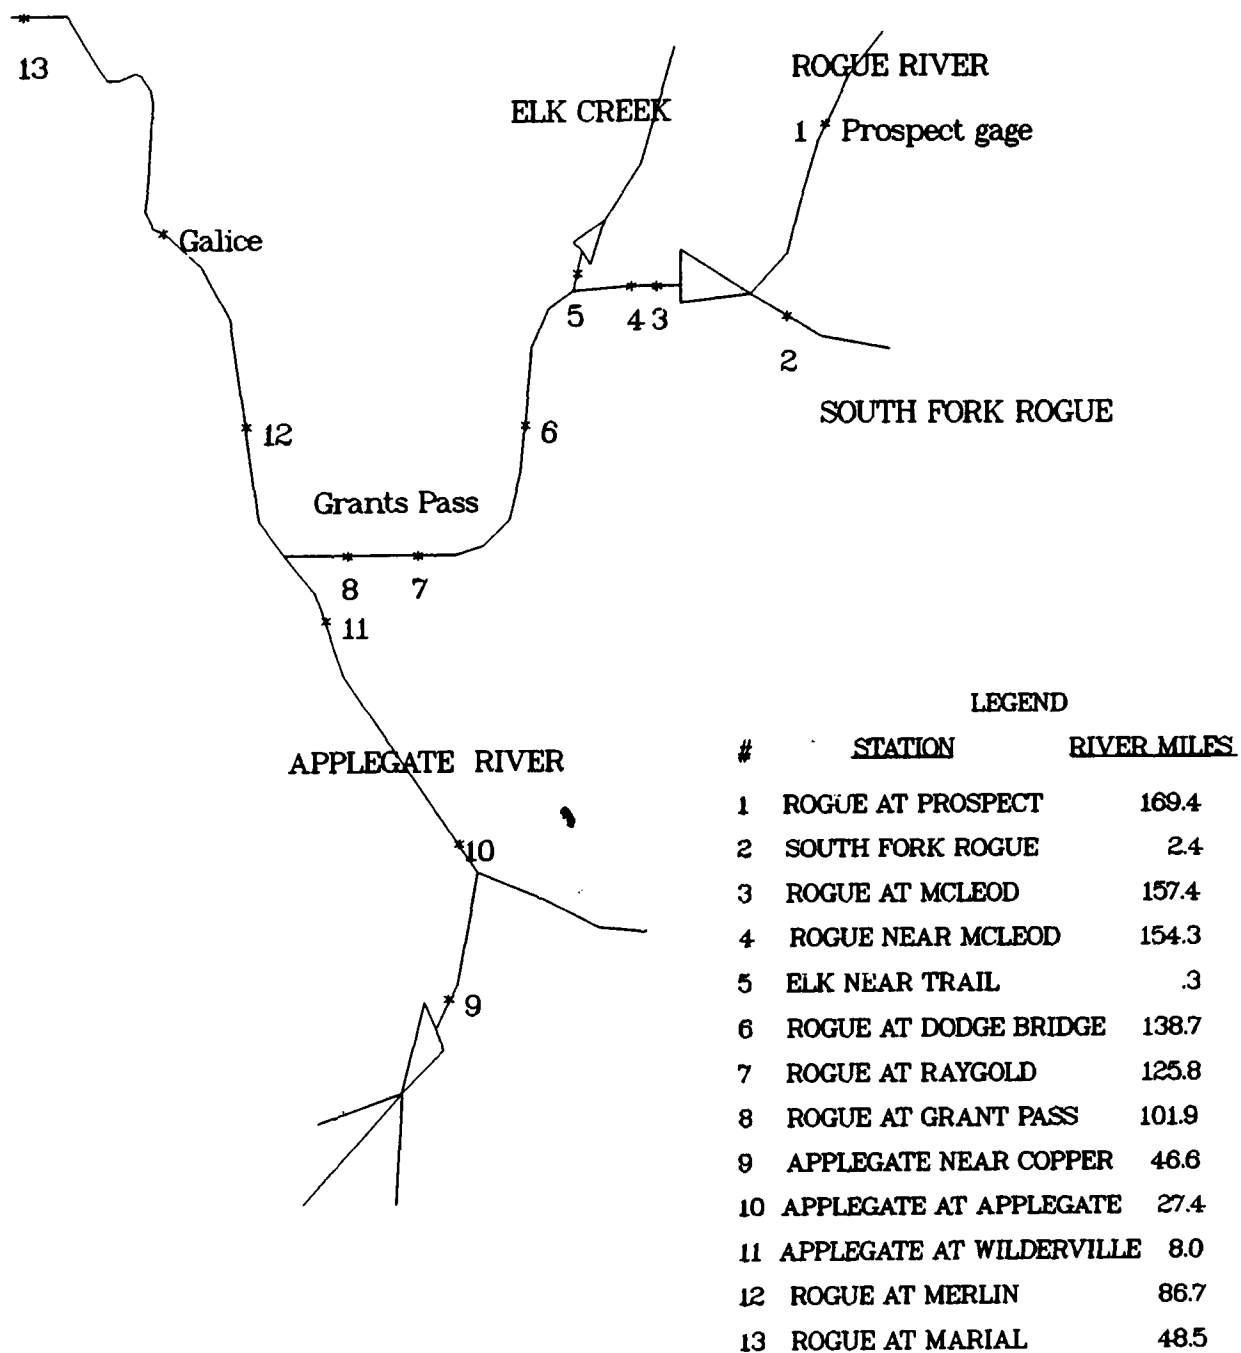 13
ELK CREEK
ROGUE RIVER
1 Prospect gage
Galice
5
4 3
2
SOUTH FORK ROGUE
12
6
Grants Pass
8
7
11
APPLEGATE RIVER
10
9
LEGEND
# STATION RIVER MILES
1 ROGUE AT PROSPECT 169.4
2 SOUTH FORK ROGUE 2.4
3 ROGUE AT MCLEOD 157.4
4 ROGUE NEAR MCLEOD 154.3
5 ELK NEAR TRAIL .3
6 ROGUE AT DODGE BRIDGE 138.7
7 ROGUE AT RAYGOLD 125.8
8 ROGUE AT GRANT PASS 101.9
9 APPLEGATE NEAR COPPER 46.6
10 APPLEGATE AT APPLEGATE 27.4
11 APPLEGATE AT WILDERVILLE 8.0
12 ROGUE AT MERLIN 86.7
13 ROGUE AT MARIAL 48.5